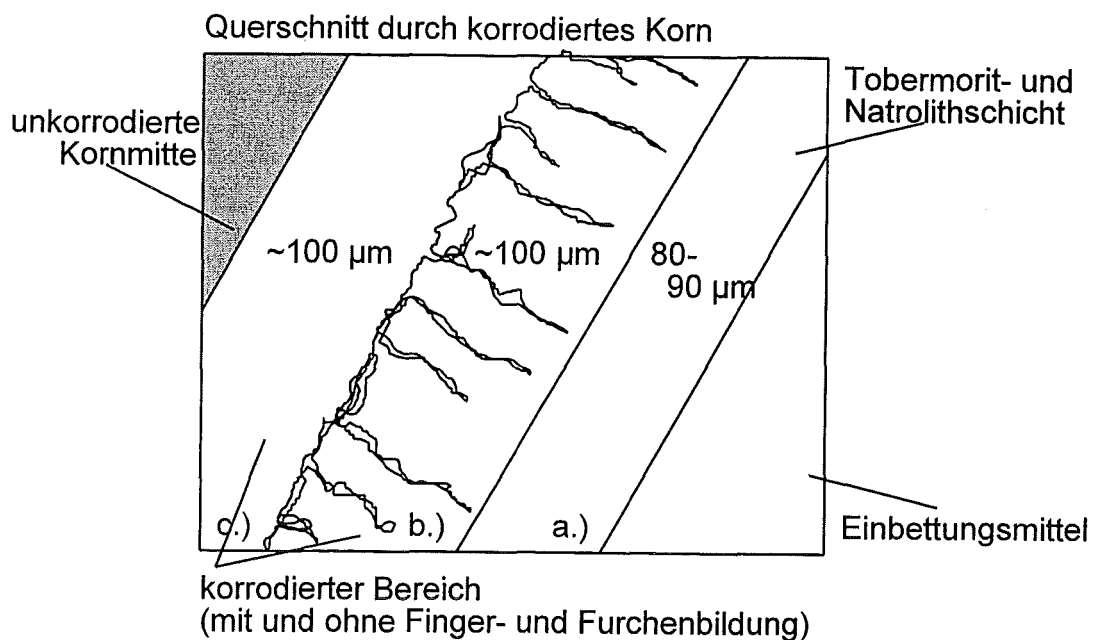 Querschnitt durch korrodiertes Korn
Tobermorit- und
Natrolithschicht
unkorrodierte
Kornmitte
~100 µm
~100 µm
80-
90 µm
c.)
b.)
a.)
Einbettungsmittel
korrodierter Bereich
(mit und ohne Finger- und Furchenbildung)